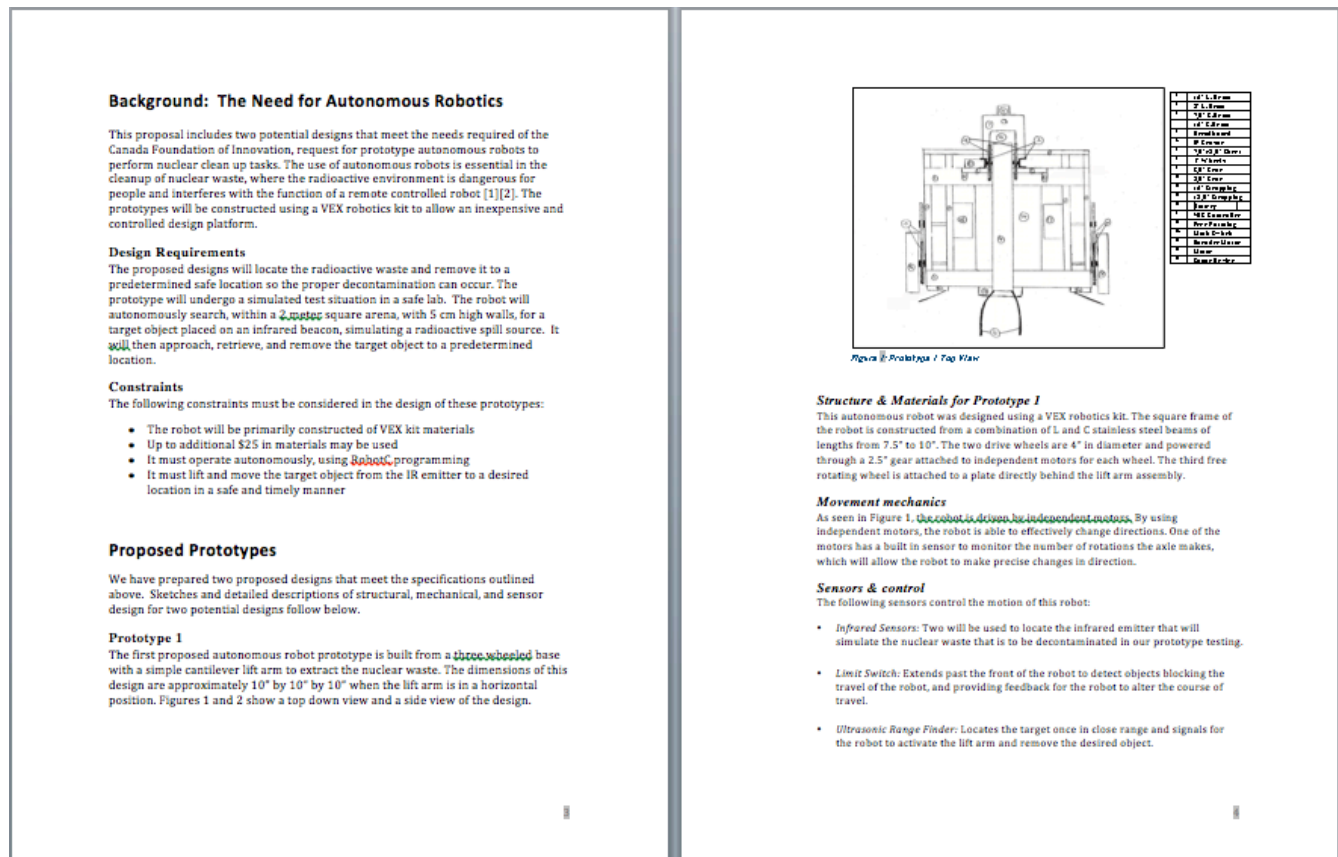 Background: The Need for Autonomous Robotics
This proposal includes two potential designs that meet the needs required of the
Canada Foundation of Innovation, request for prototype autonomous robots to
perform nuclear clean up tasks. The use of autonomous robots is essential in the
cleanup of nuclear waste, where the radioactive environment is dangerous for
people and interferes with the function of a remote controlled robot [1][2]. The
prototypes will be constructed using a VEX robotics kit to allow an inexpensive and
controlled design platform.
Design Requirements
The proposed designs will locate the radioactive waste and remove it to a
predetermined safe location so the proper decontamination can occur. The
prototype will undergo a simulated test situation in a safe lab. The robot will
autonomously search, within a 2 meter square arena, with 5 cm high walls, for a
target object placed on an infrared beacon, simulating a radioactive spill source. It
will then approach, retrieve, and remove the target object to a predetermined
location.
Constraints
The following constraints must be considered in the design of these prototypes:
• The robot will be primarily constructed of VEX kit materials
• Up to additional $25 in materials may be used
• It must operate autonomously, using RobotC programming
• It must lift and move the target object from the IR emitter to a desired
location in a safe and timely manner
Proposed Prototypes
We have prepared two proposed designs that meet the specifications outlined
above. Sketches and detailed descriptions of structural, mechanical, and sensor
design for two potential designs follow below.
Prototype 1
The first proposed autonomous robot prototype is built from a three wheeled base
with a simple cantilever lift arm to extract the nuclear waste. The dimensions of this
design are approximately 10" by 10" by 10" when the lift arm is in a horizontal
position. Figures 1 and 2 show a top down view and a side view of the design.
Figure 1: Prototype 1 Top View
Structure & Materials for Prototype 1
This autonomous robot was designed using a VEX robotics kit. The square frame of
the robot is constructed from a combination of L and C stainless steel beams of
lengths from 7.5" to 10". The two drive wheels are 4" in diameter and powered
through a 2.5" gear attached to independent motors for each wheel. The third free
rotating wheel is attached to a plate directly behind the lift arm assembly.
Movement mechanics
As seen in Figure 1, the robot is driven by independent motors. By using
independent motors, the robot is able to effectively change directions. One of the
motors has a built in sensor to monitor the number of rotations the axle makes,
which will allow the robot to make precise changes in direction.
Sensors & control
The following sensors control the motion of this robot:
• Infrared Sensors: Two will be used to locate the infrared emitter that will
simulate the nuclear waste that is to be decontaminated in our prototype testing.
• Limit Switch: Extends past the front of the robot to detect objects blocking the
travel of the robot, and providing feedback for the robot to alter the course of
travel.
• Ultrasonic Range Finder: Locates the target once in close range and signals for
the robot to activate the lift arm and remove the desired object.